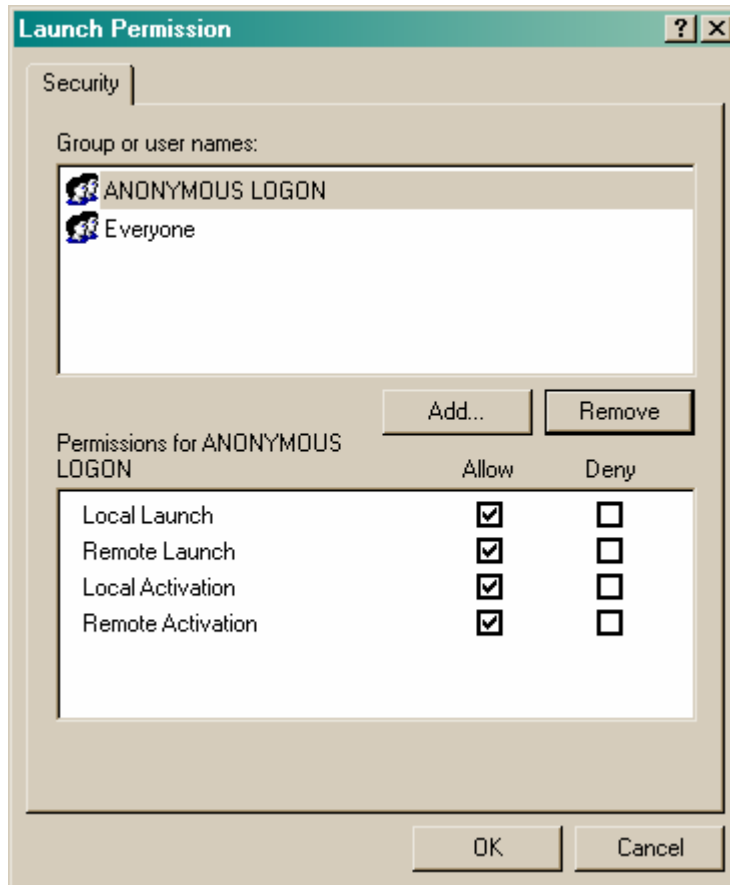 Launch Permission
Security
Group or user names:
ANONYMOUS LOGON
Everyone
Add... Remove
Permissions for ANONYMOUS
LOGON Allow Deny
Local Launch
Remote Launch
Local Activation
Remote Activation
OK Cancel